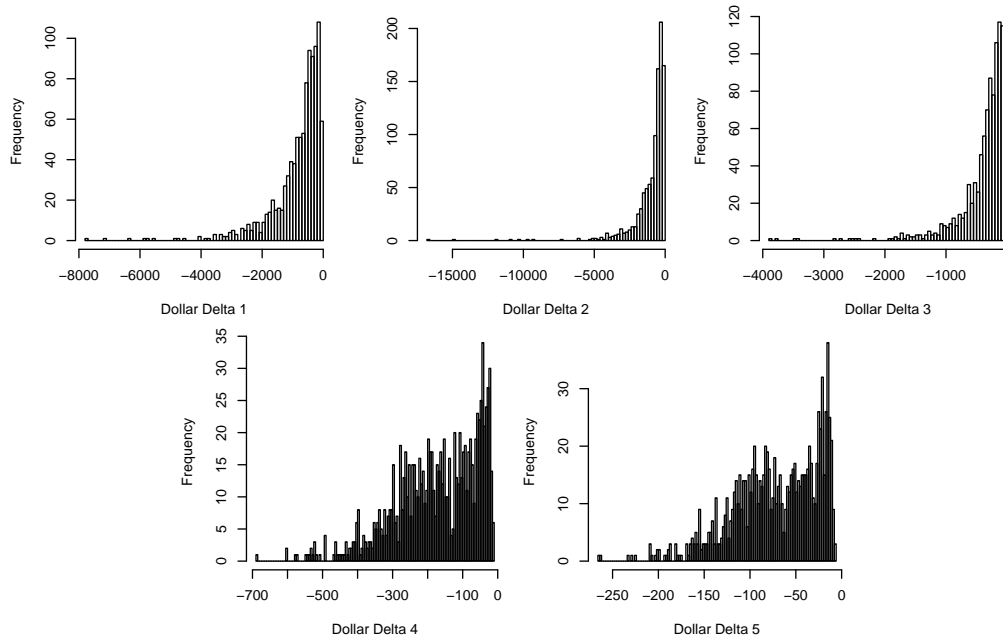 Frequency
0 20 40 60 80 100
−8000 −6000 −4000 −2000 0
Dollar Delta 1
Frequency
0 50 100 150 200
−15000 −10000 −5000 0
Dollar Delta 2
Frequency
0 20 40 60 80 100 120
−4000 −3000 −2000 −1000
Dollar Delta 3
Frequency
0 5 10 15 20 25 30 35
−700 −500 −300 −100 0
Dollar Delta 4
Frequency
0 10 20 30
−250 −200 −150 −100 −50 0
Dollar Delta 5